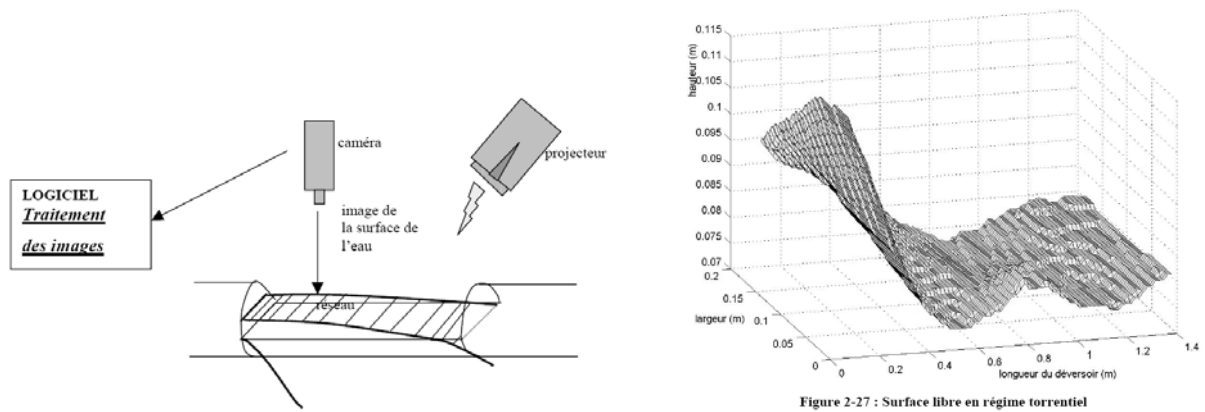 caméra
projecteur
LOGICIEL
Traitement
des images
image de
la surface de
l'eau
réseau
hauteur (m)
0.115
0.11
0.105
0.1
0.095
0.09
0.085
0.08
0.075
0.07
0.2
0.15
0.1
0.05
0
largeur (m)
0
0.2
0.4
0.6
0.8
1
1.2
1.4
longueur du déversoir (m)
Figure 2-27 : Surface libre en régime torrentiel